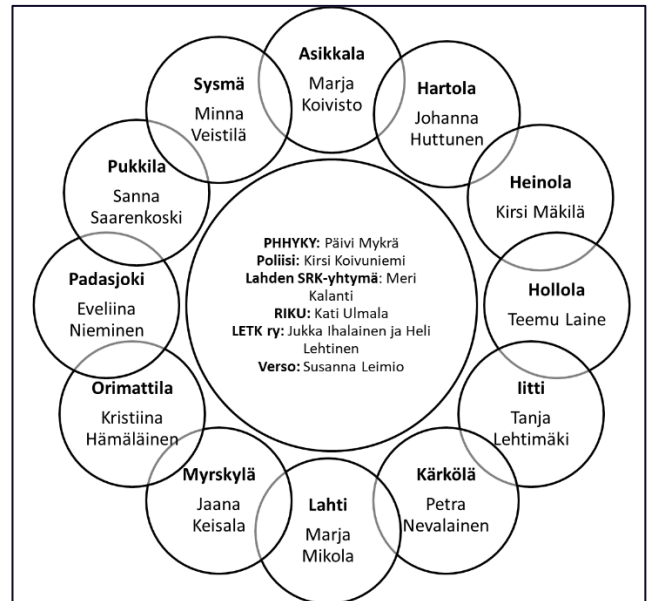 Asikkala
Marja
Koivisto
Hartola
Johanna
Huttunen
Heinola
Kirsi Mäkilä
Hollola
Teemu Laine
Iitti
Tanja
Lehtimäki
Kärkölä
Petra
Nevalainen
Lahti
Marja
Mikola
Myrskylä
Jaana
Keisala
Orimattila
Kristiina
Hämäläinen
Padasjoki
Eveliina
Nieminen
Pukkila
Sanna
Saarenkoski
Sysmä
Minna
Veistilä
PHHYKY: Päivi Mykrä
Poliisi: Kirsi Koivuniemi
Lahden SRK-yhtymä: Meri
Kalanti
RIKU: Kati Ulmala
LETK ry: Jukka Ihalainen ja Heli
Lehtinen
Verso: Susanna Leimio